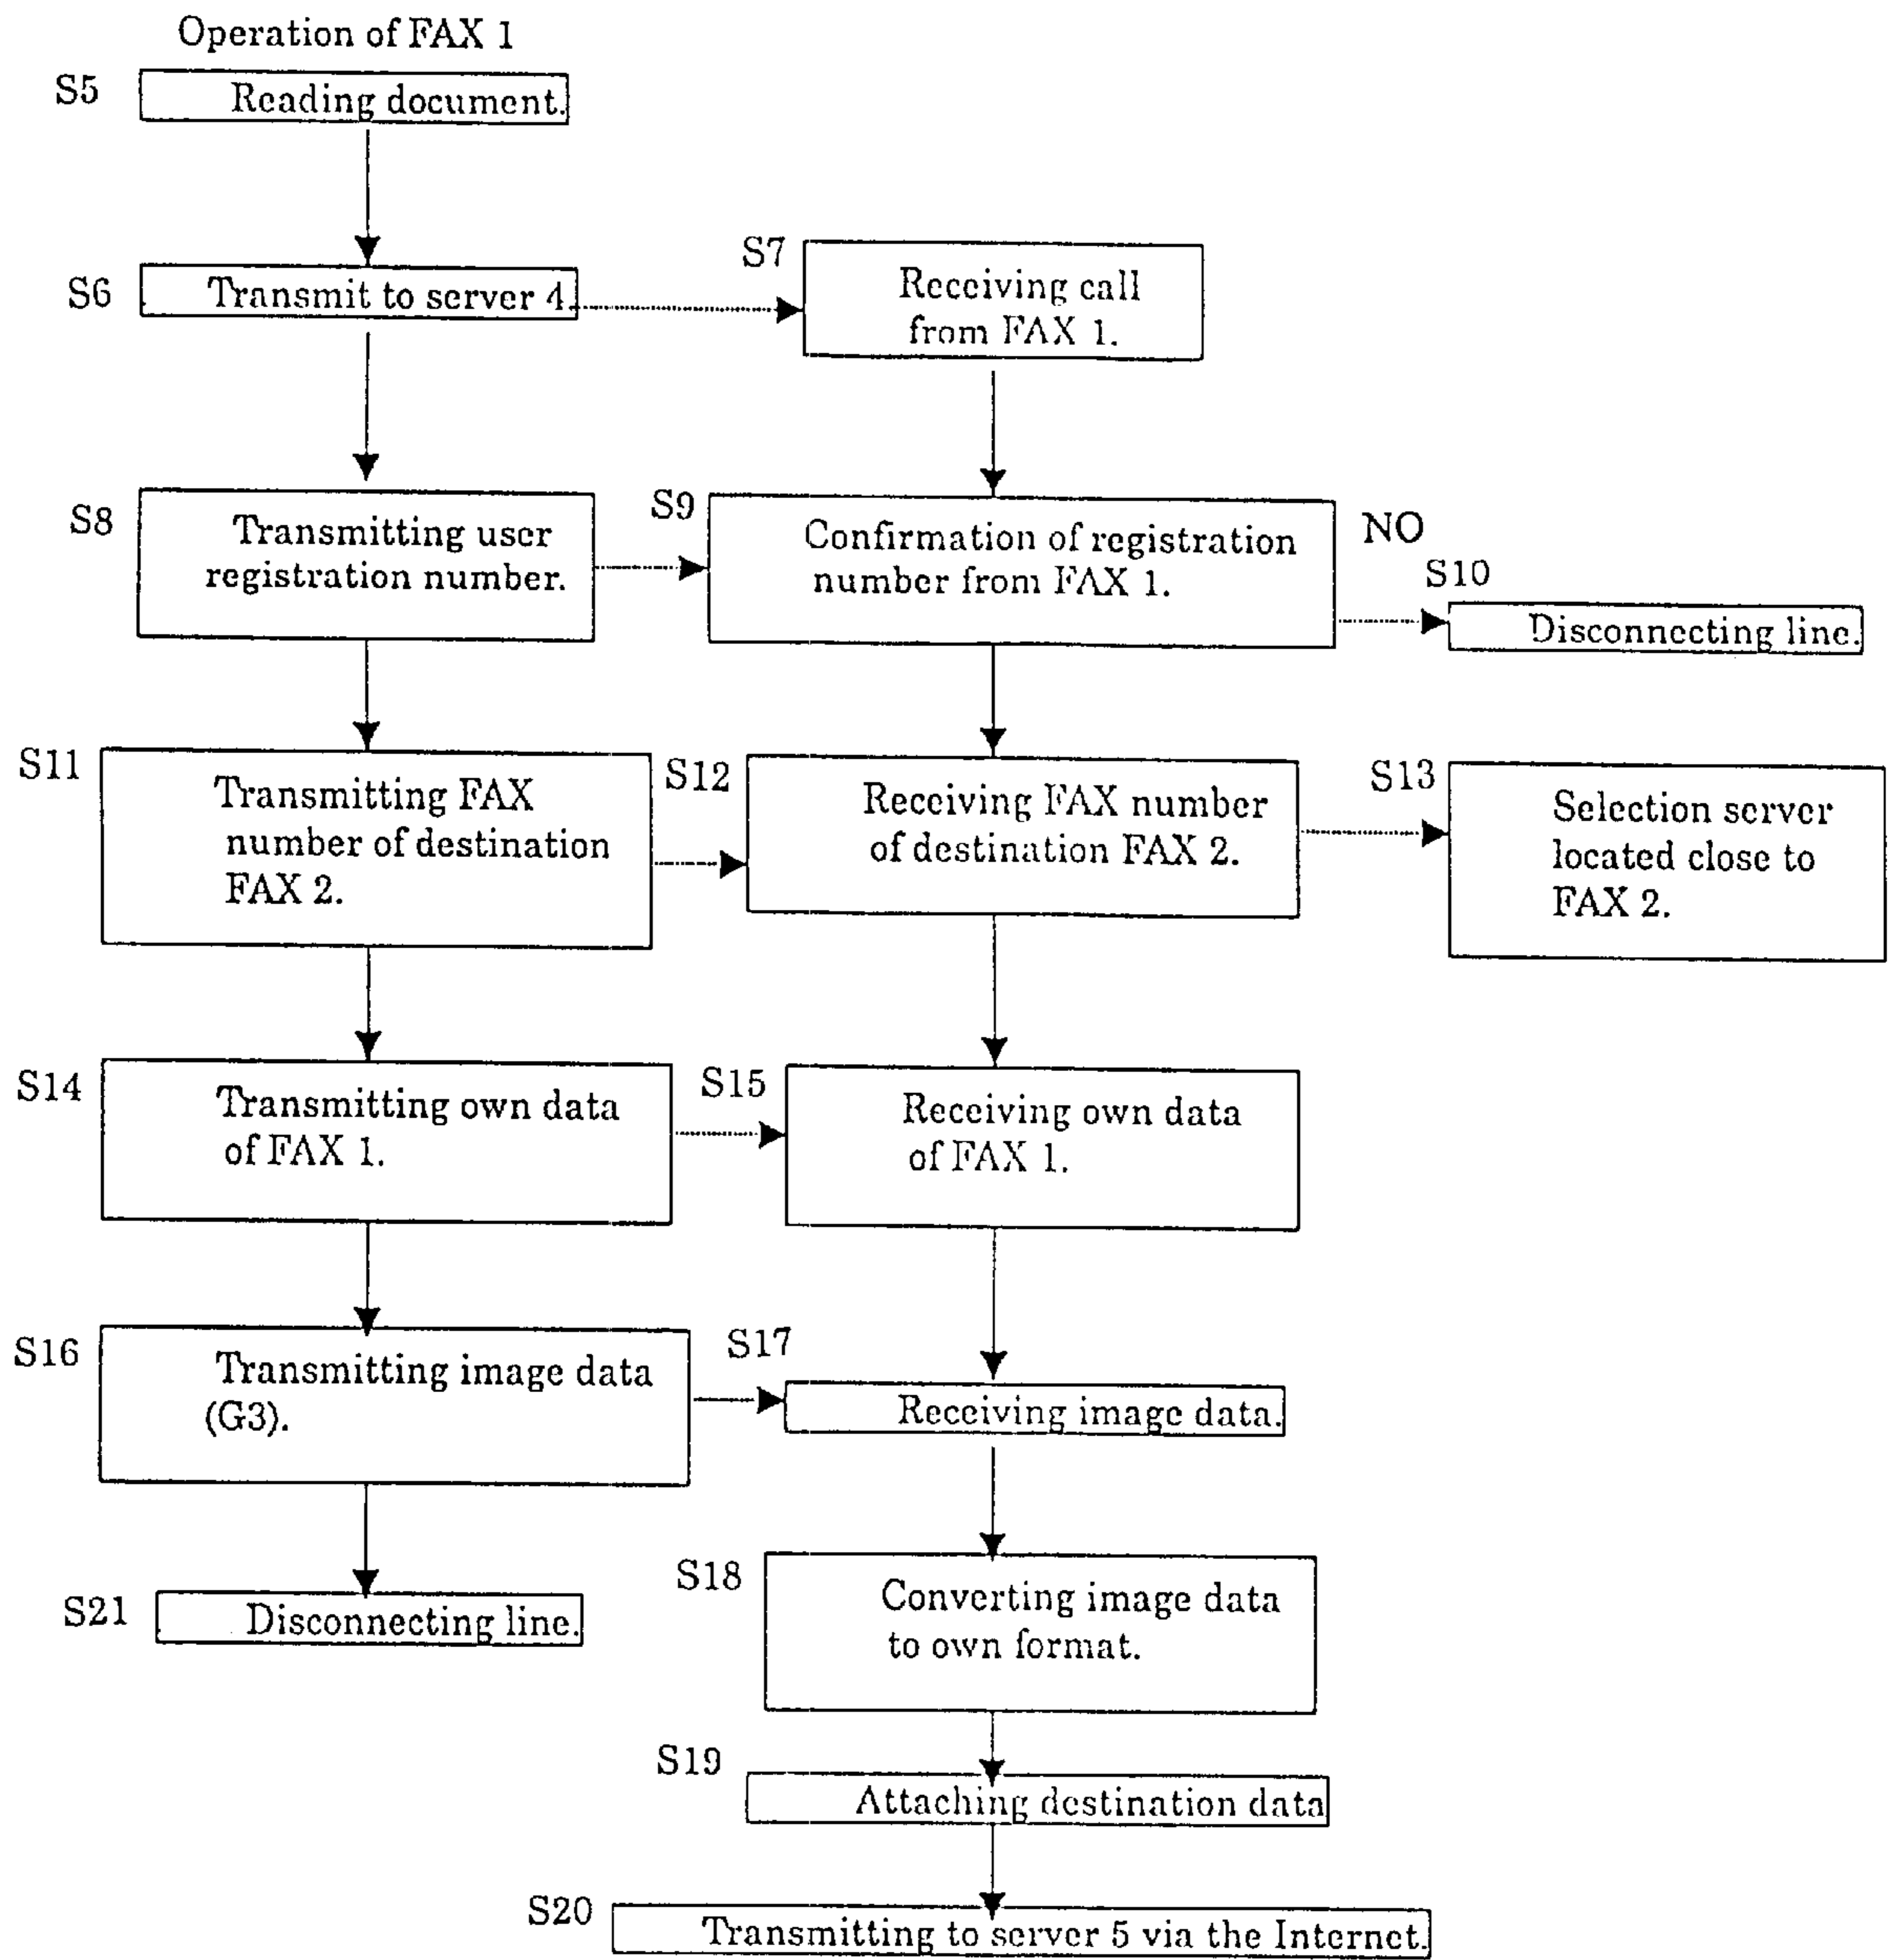 Operation of FAX 1
S5
Reading document.
S6
Transmit to server 4.
S7
Receiving call
from FAX 1.
S8
Transmitting user
registration number.
S9
Confirmation of registration
number from FAX 1.
NO
S10
Disconnecting line.
S11
Transmitting FAX
number of destination
FAX 2.
S12
Receiving FAX number
of destination FAX 2.
S13
Selection server
located close to
FAX 2.
S14
Transmitting own data
of FAX 1.
S15
Receiving own data
of FAX 1.
S16
Transmitting image data
(G3).
S17
Receiving image data.
S18
Converting image data
to own format.
S21
Disconnecting line.
S19
Attaching destination data
S20
Transmitting to server 5 via the Internet.